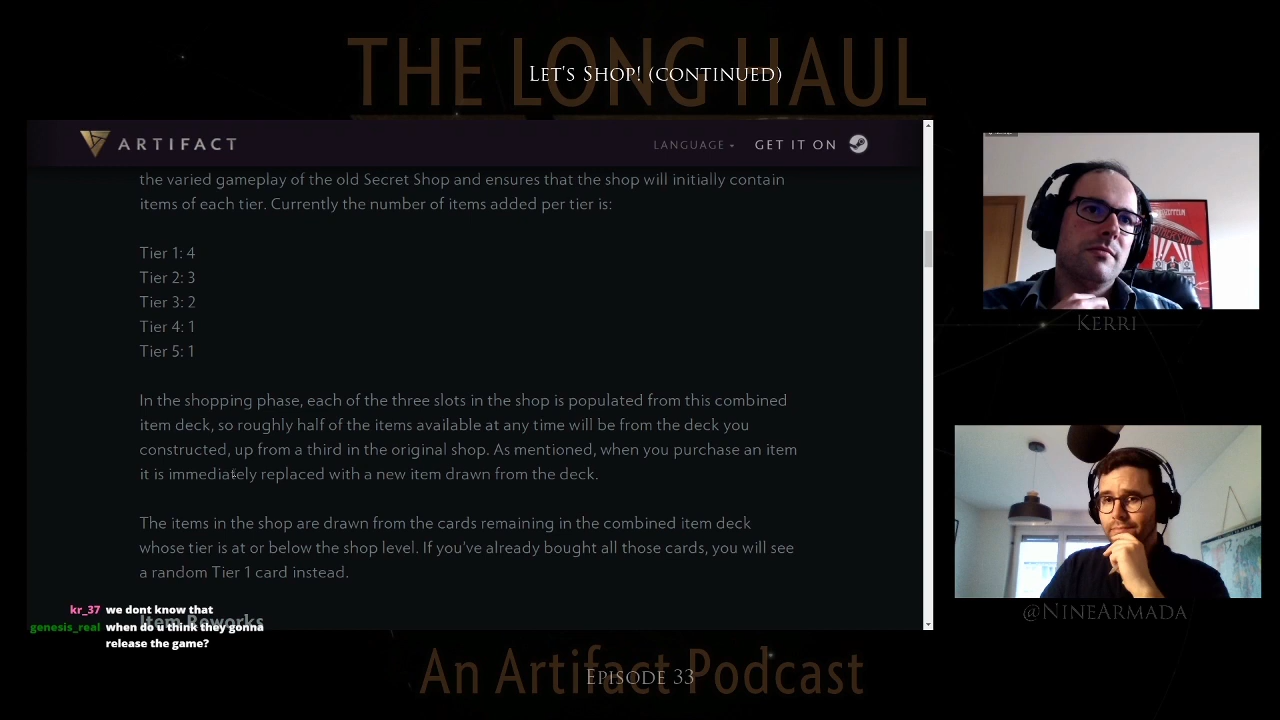 THE LONG HAUL
LET'S SHOP! (CONTINUED)
ARTIFACT
LANGUAGE
GET IT ON
the varied gameplay of the old Secret Shop and ensures that the shop will initially contain
items of each tier. Currently the number of items added per tier is:
Tier 1: 4
Tier 2: 3
Tier 3: 2
Tier 4: 1
Tier 5: 1
In the shopping phase, each of the three slots in the shop is populated from this combined
item deck, so roughly half of the items available at any time will be from the deck you
constructed, up from a third in the original shop. As mentioned, when you purchase an item
it is immediately replaced with a new item drawn from the deck.
The items in the shop are drawn from the cards remaining in the combined item deck
whose tier is at or below the shop level. If you've already bought all those cards, you will see
a random Tier 1 card instead.
Item Reworks
kr_37 we dont know that
genesis_real when do u think they gonna
release the game?
KERRI
@NINEARMADA
An Artifact Podcast
EPISODE 33